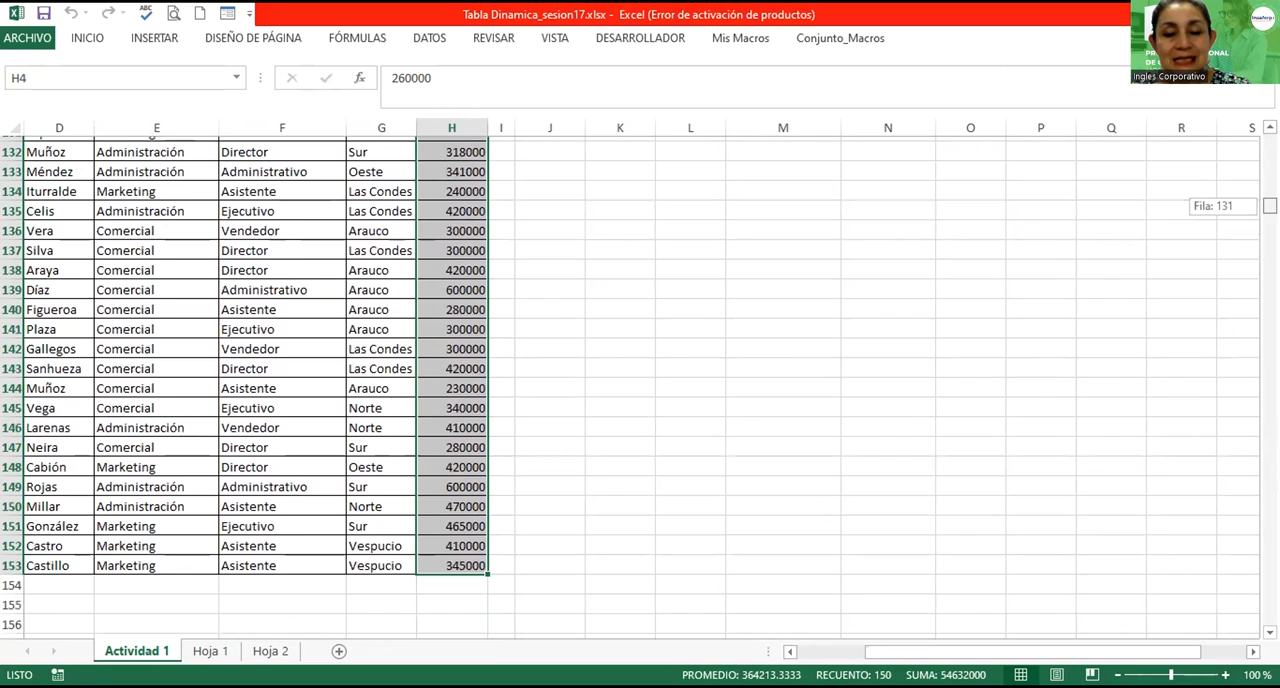 Tabla Dinamica_sesion17.xlsx - Excel (Error de activación de productos)
ARCHIVO INICIO INSERTAR DISEÑO DE PÁGINA FÓRMULAS DATOS REVISAR VISTA DESARROLLADOR Mis Macros Conjunto_Macros
Ingles Corporativo
H4 fx 260000
D E F G H I J K L M N O P Q R S
132 Muñoz Administración Director Sur 318000
133 Méndez Administración Administrativo Oeste 341000
134 Iturralde Marketing Asistente Las Condes 240000
135 Celis Administración Ejecutivo Las Condes 420000
Fila: 131
136 Vera Comercial Vendedor Arauco 300000
137 Silva Comercial Director Las Condes 300000
138 Araya Comercial Director Arauco 420000
139 Díaz Comercial Administrativo Arauco 600000
140 Figueroa Comercial Asistente Arauco 280000
141 Plaza Comercial Ejecutivo Arauco 300000
142 Gallegos Comercial Vendedor Las Condes 300000
143 Sanhueza Comercial Director Las Condes 420000
144 Muñoz Comercial Asistente Arauco 230000
145 Vega Comercial Ejecutivo Norte 340000
146 Larenas Administración Vendedor Norte 410000
147 Neira Comercial Director Sur 280000
148 Cabión Marketing Director Oeste 420000
149 Rojas Administración Administrativo Sur 600000
150 Millar Administración Asistente Norte 470000
151 González Marketing Ejecutivo Sur 465000
152 Castro Marketing Asistente Vespucio 410000
153 Castillo Marketing Asistente Vespucio 345000
154
155
156
Actividad 1 Hoja 1 Hoja 2
LISTO PROMEDIO: 364213.3333 RECUENTO: 150 SUMA: 54632000 100 %